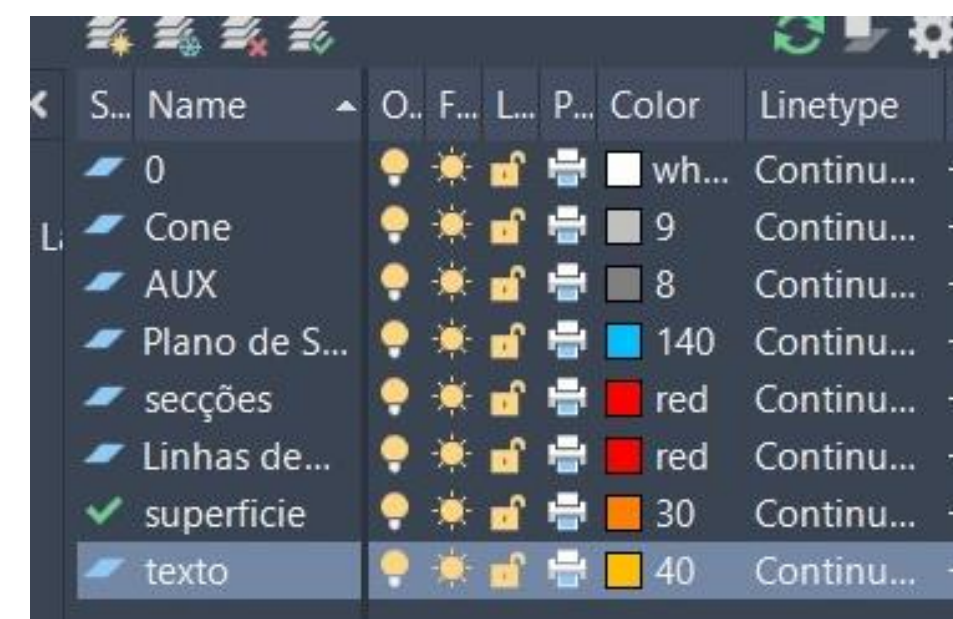 S... Name O.. F... L... P... Color Linetype
0 wh... Continu...
Cone 9 Continu...
AUX 8 Continu...
Plano de S... 140 Continu...
secções red Continu...
Linhas de... red Continu...
superficie 30 Continu...
texto 40 Continu...